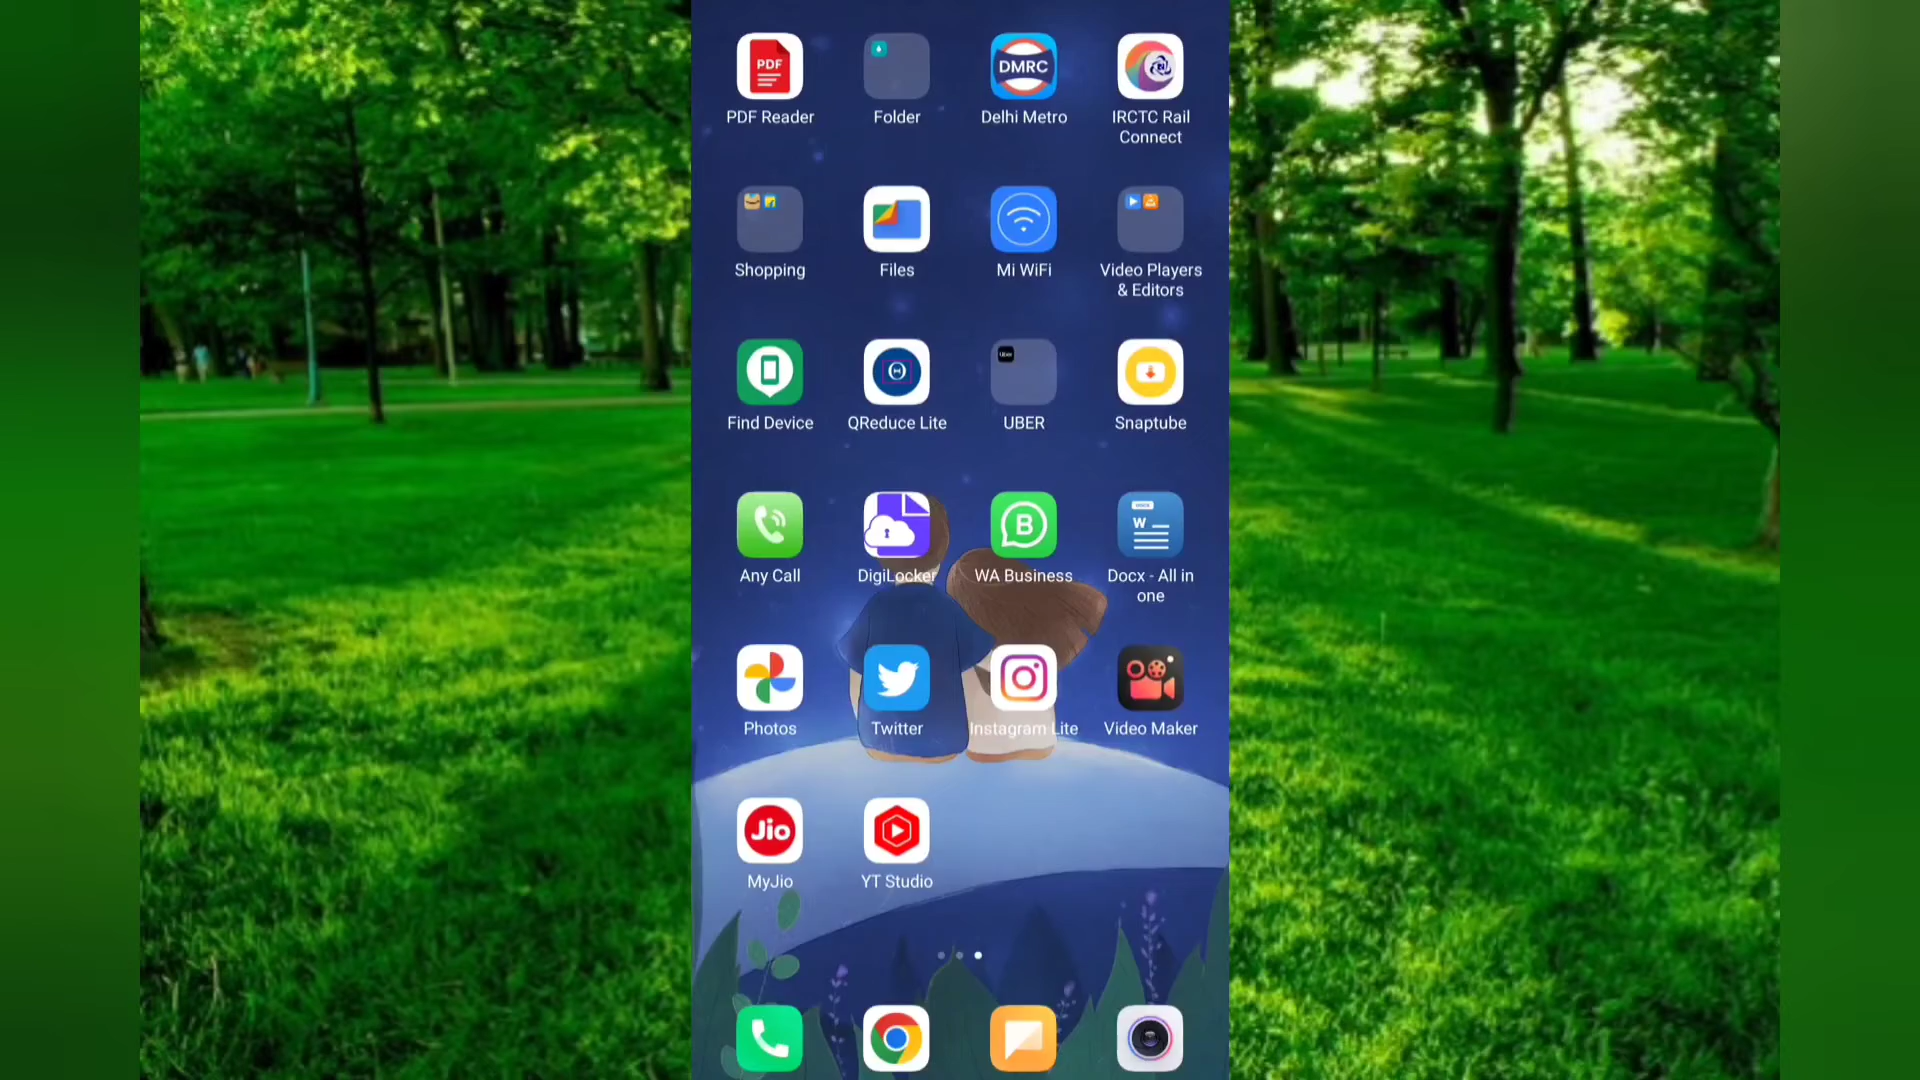 PDF
DMRC
PDF Reader
Folder
Delhi Metro
IRCTC Rail
Connect
Shopping
Files
Mi WiFi
Video Players
& Editors
Uber
Find Device
QReduce Lite
UBER
Snaptube
B
W
Any Call
DigiLocker
WA Business
Docx - All in
one
Photos
Twitter
Instagram Lite
Video Maker
Jio
MyJio
YT Studio